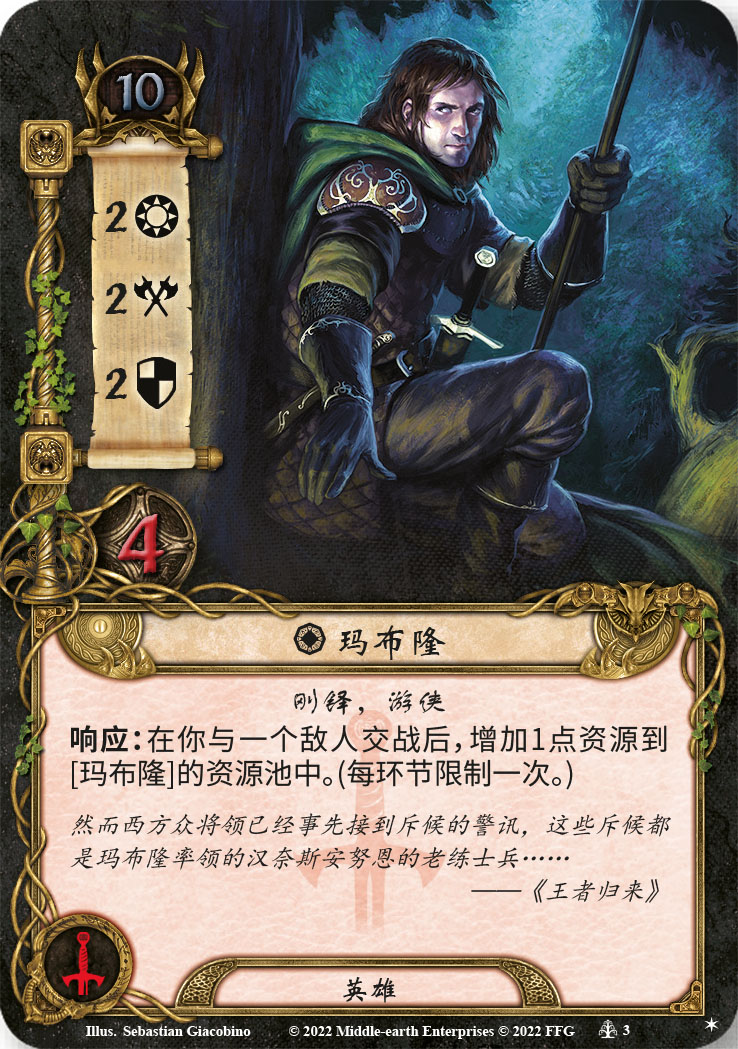 10
2
2
2
4
玛布隆
刚铎，游侠
响应：在你与一个敌人交战后，增加1点资源到
[玛布隆]的资源池中。(每环节限制一次。)
然而西方众将领已经事先接到斥候的警讯，这些斥候都
是玛布隆率领的汉奈斯安努恩的老练士兵……
——《王者归来》
英雄
Illus. Sebastian Giacobino © 2022 Middle-earth Enterprises © 2022 FFG 3